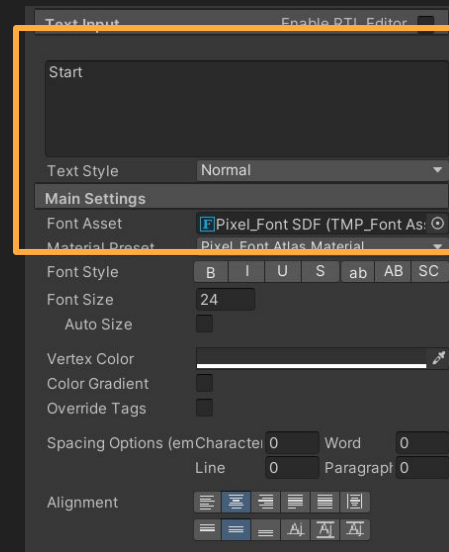 Text Input Enable RTL Editor
Start
Text Style Normal
Main Settings
Font Asset FPixel_Font SDF (TMP_Font As:
Material Preset Pixel_Font Atlas Material
Font Style B I U S ab AB SC
Font Size 24
Auto Size
Vertex Color
Color Gradient
Override Tags
Spacing Options (em Character 0 Word 0
Line 0 Paragraph 0
Alignment